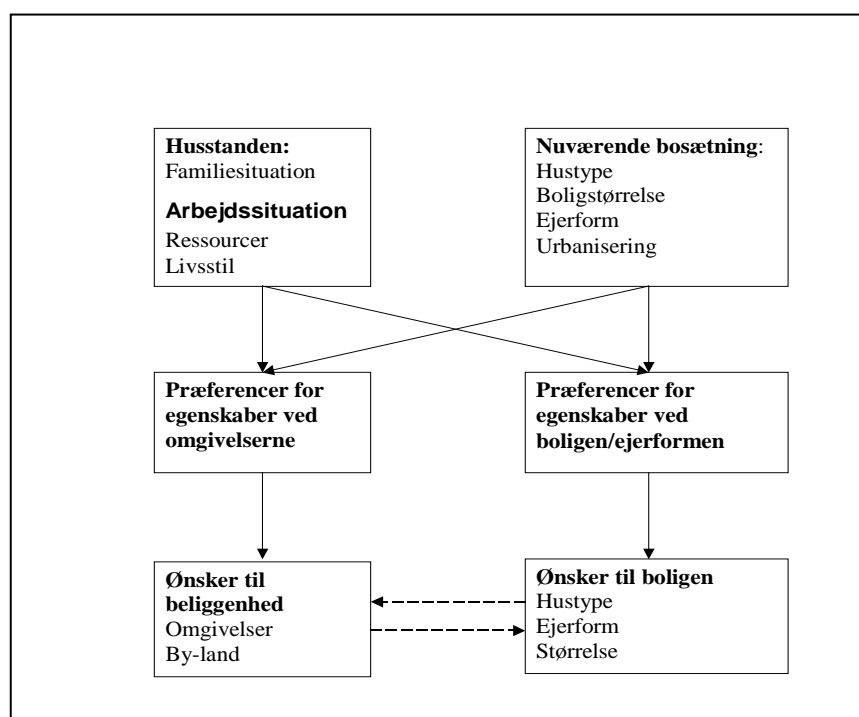 Husstanden:
Familiesituation
Arbejdssituation
Ressourcer
Livsstil
Nuværende bosætning:
Hustype
Boligstørrelse
Ejerform
Urbanisering
Præferencer for
egenskaber ved
omgivelserne
Præferencer for
egenskaber ved
boligen/ejerformen
Ønsker til
beliggenhed
Omgivelser
By-land
Ønsker til boligen
Hustype
Ejerform
Størrelse